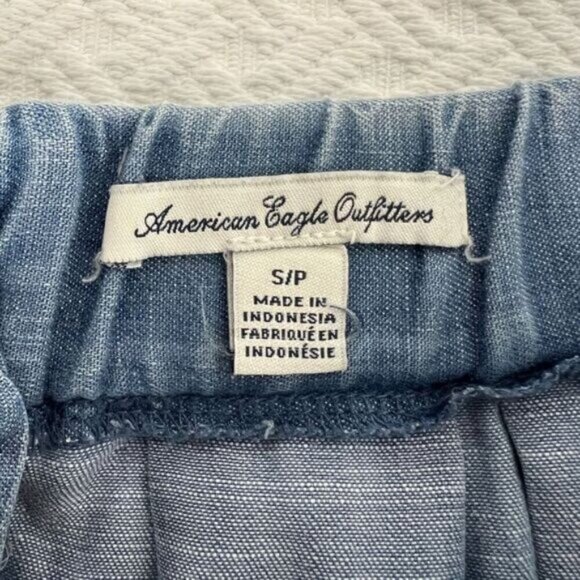 American Eagle Outfitters
S/P
MADE IN
INDONESIA
FABRIQUÉ EN
INDONÉSIE